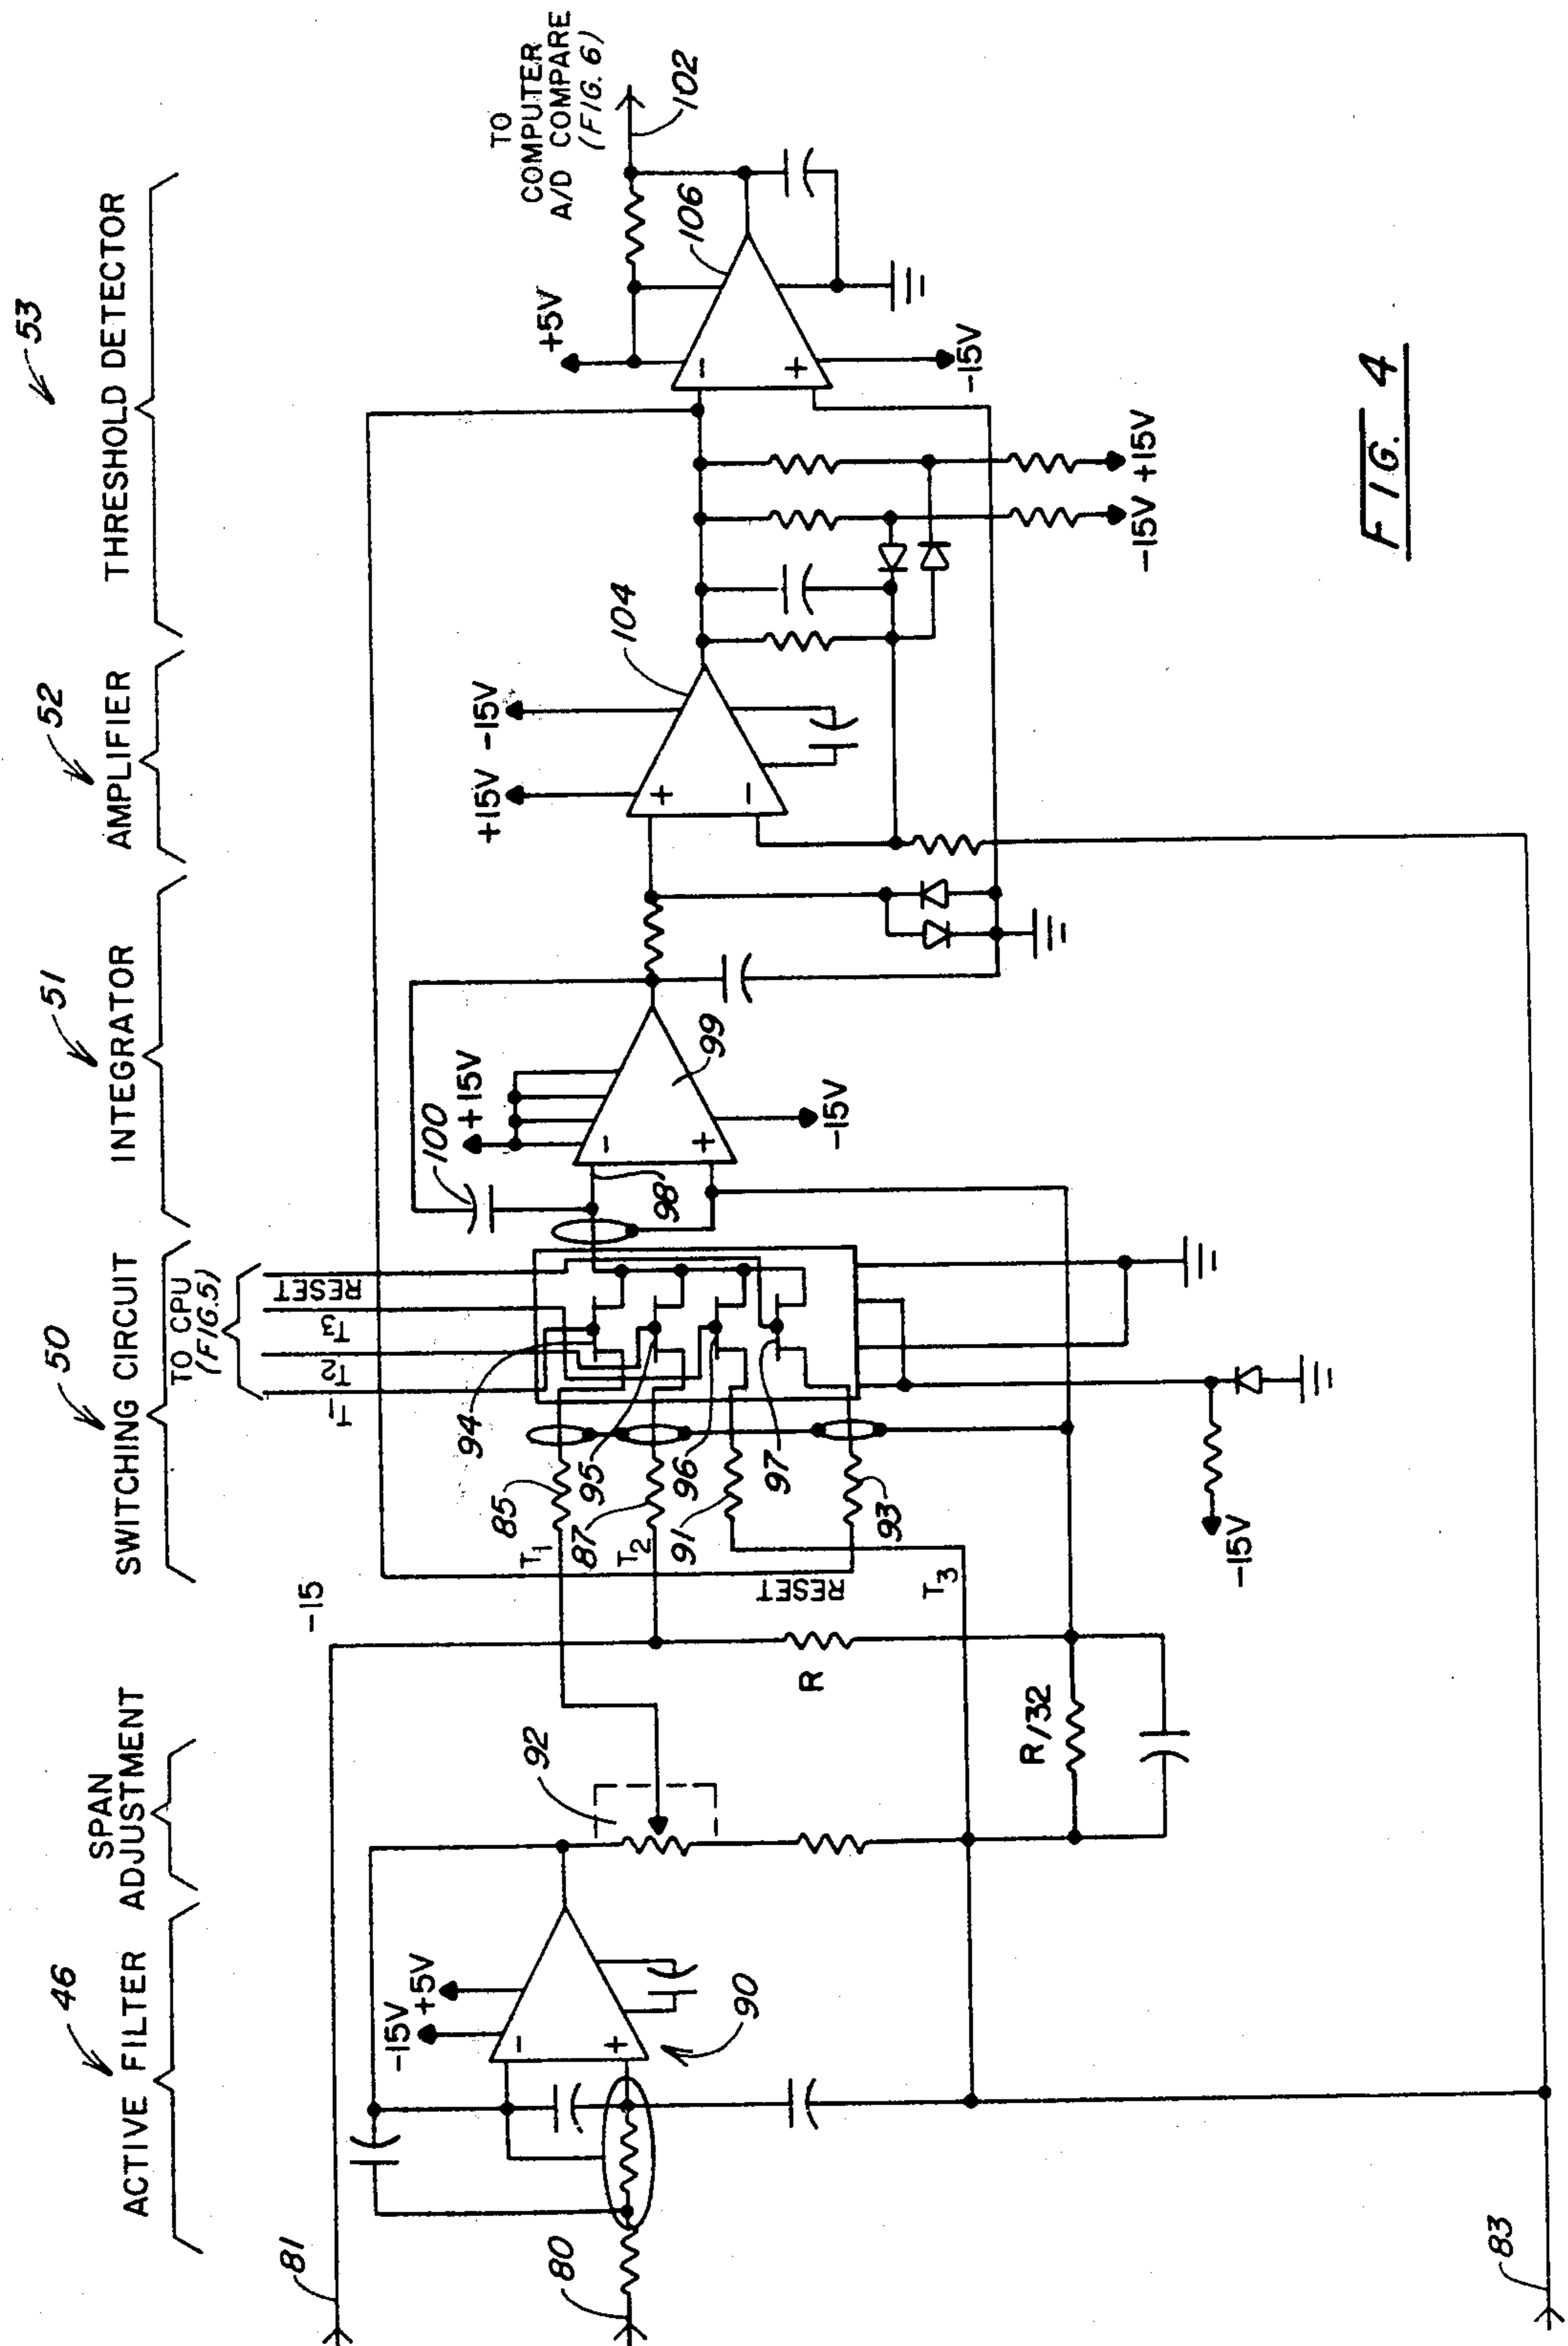 46
ACTIVE FILTER
SPAN
ADJUSTMENT
50
SWITCHING CIRCUIT
TO CPU
(FIG.5)
51
INTEGRATOR
52
AMPLIFIER
53
THRESHOLD DETECTOR
81
-15
T1
T2
T3
RESET
80
-15V
+5V
-
+
90
92
T1
85
94
T2
87
95
91
96
RESET
93
97
T3
R
R/32
-15V
98
100
+15V
-
+
99
-15V
+15V
-15V
+
-
104
-15V
+15V
+5V
-
+
106
-15V
TO
COMPUTER
A/D COMPARE
(FIG. 6)
102
83
FIG. 4